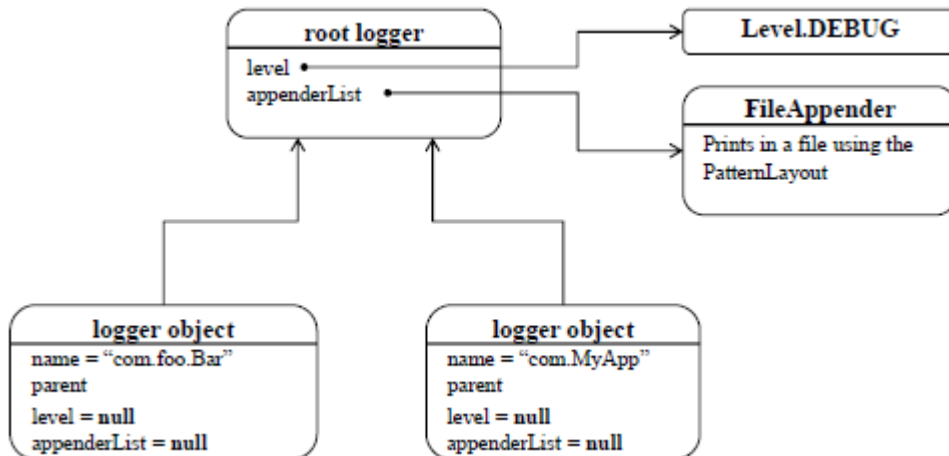 root logger
level
appenderList
Level.DEBUG
FileAppender
Prints in a file using the
PatternLayout
logger object
name = “com.foo.Bar”
parent
level = null
appenderList = null
logger object
name = “com.MyApp”
parent
level = null
appenderList = null